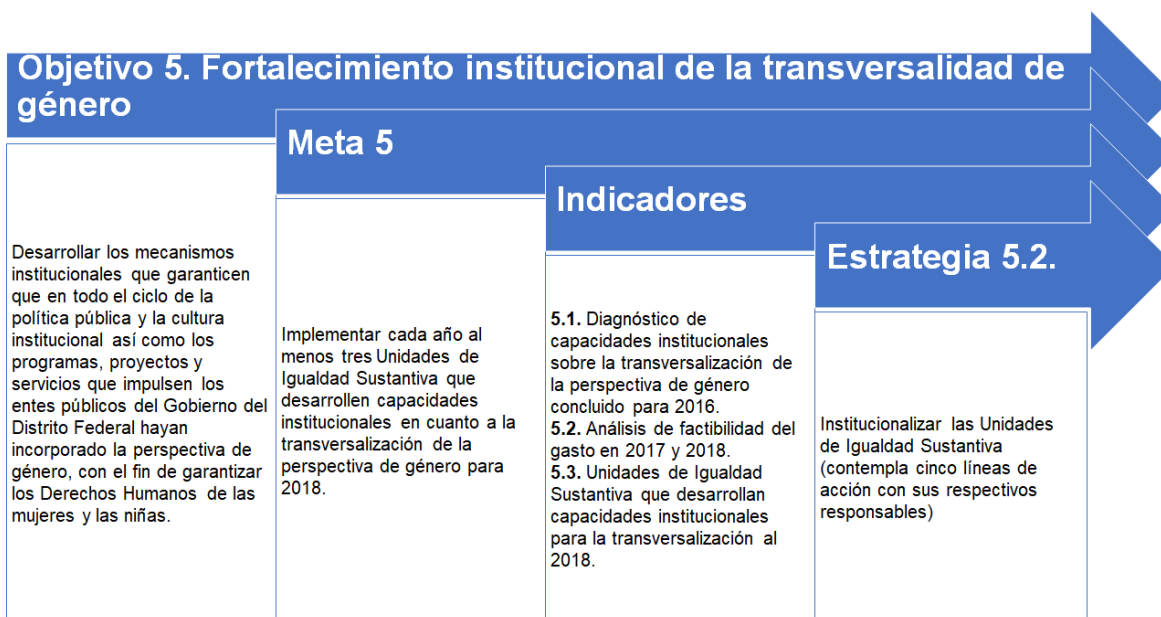 Objetivo 5. Fortalecimiento institucional de la transversalidad de
género
Meta 5
Indicadores
Estrategia 5.2.
Desarrollar los mecanismos
institucionales que garanticen
que en todo el ciclo de la
política pública y la cultura
institucional así como los
programas, proyectos y
servicios que impulsen los
entes públicos del Gobierno del
Distrito Federal hayan
incorporado la perspectiva de
género, con el fin de garantizar
los Derechos Humanos de las
mujeres y las niñas.
Implementar cada año al
menos tres Unidades de
Igualdad Sustantiva que
desarrollen capacidades
institucionales en cuanto a la
transversalización de la
perspectiva de género para
2018.
5.1. Diagnóstico de
capacidades institucionales
sobre la transversalización de
la perspectiva de género
concluido para 2016.
5.2. Análisis de factibilidad del
gasto en 2017 y 2018.
5.3. Unidades de Igualdad
Sustantiva que desarrollan
capacidades institucionales
para la transversalización al
2018.
Institucionalizar las Unidades
de Igualdad Sustantiva
(contempla cinco líneas de
acción con sus respectivos
responsables)